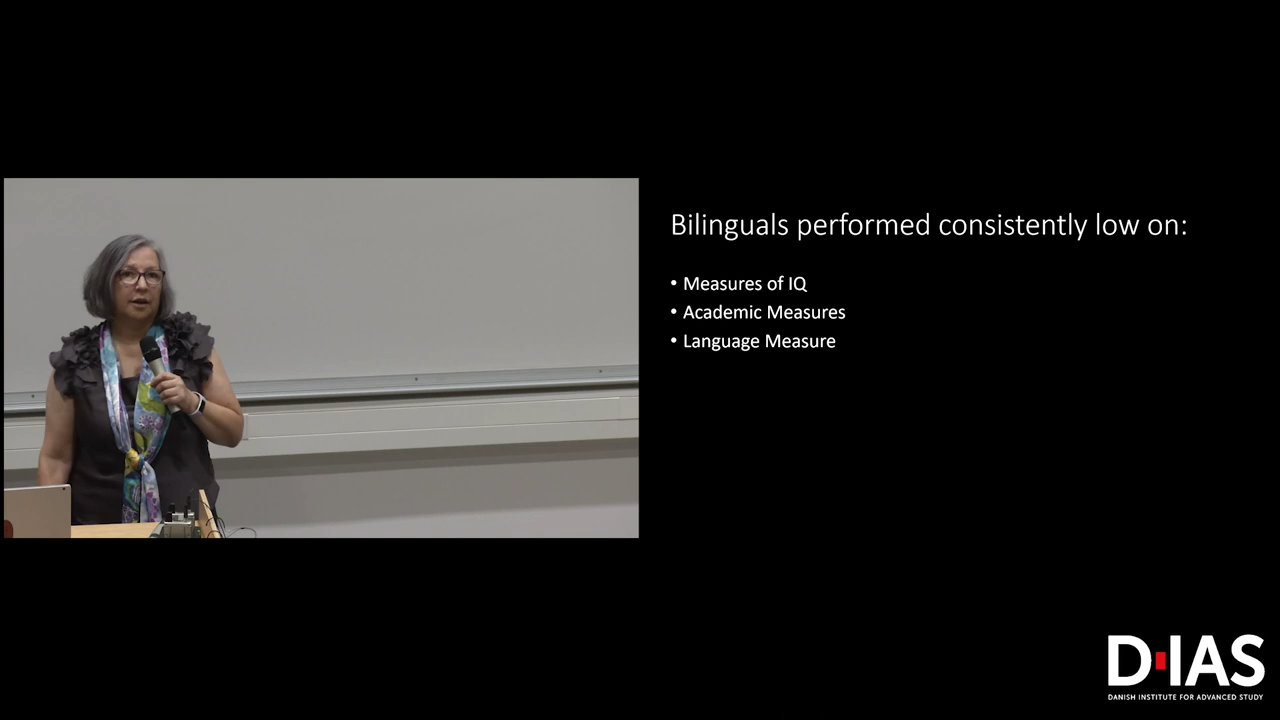 Bilinguals performed consistently low on:
• Measures of IQ
• Academic Measures
• Language Measure
D·IAS
DANISH INSTITUTE FOR ADVANCED STUDY